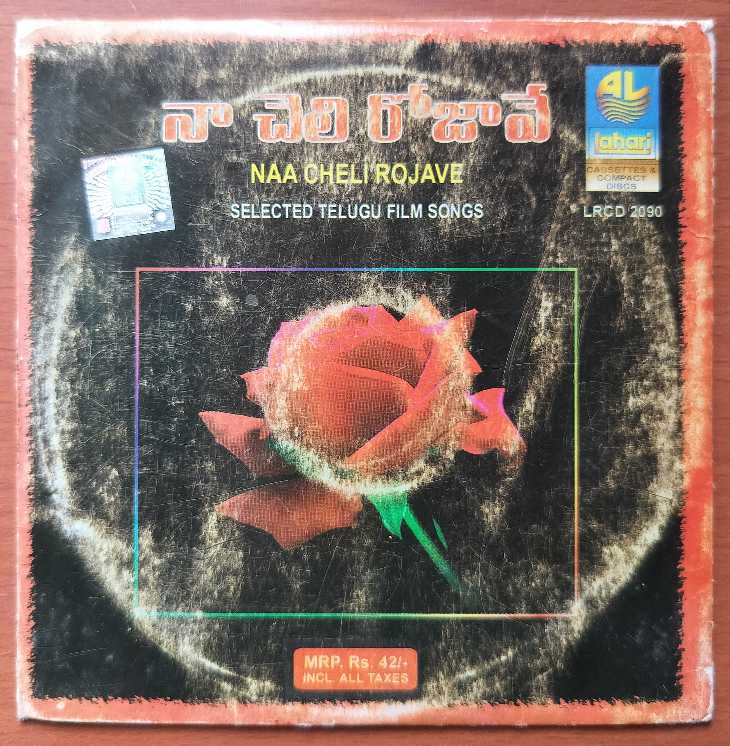 నా చెలి రోజావే
NAA CHELI ROJAVE
SELECTED TELUGU FILM SONGS
lahari
CASSETTES &
COMPACT
DISCS
LRCD 2090
MRP. Rs. 42/-
INCL. ALL TAXES